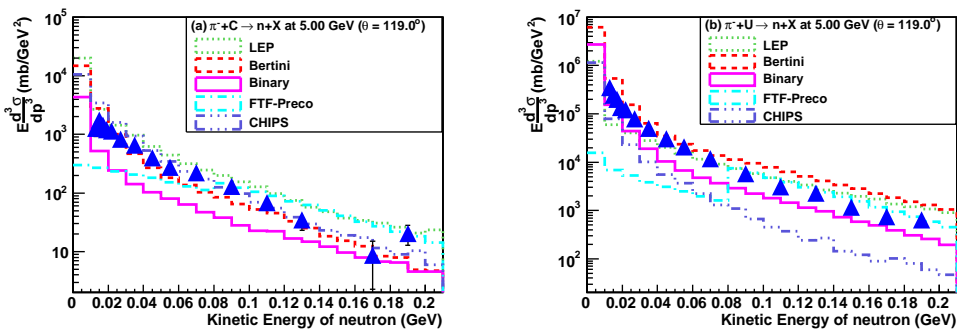 (a) π⁻+C → n+X at 5.00 GeV (θ = 119.0°)
LEP
Bertini
Binary
FTF-Preco
CHIPS
E d³σ/dp³ (mb/GeV²)
10⁵
10⁴
10³
10²
10
0 0.02 0.04 0.06 0.08 0.1 0.12 0.14 0.16 0.18 0.2
Kinetic Energy of neutron (GeV)
(b) π⁻+U → n+X at 5.00 GeV (θ = 119.0°)
LEP
Bertini
Binary
FTF-Preco
CHIPS
E d³σ/dp³ (mb/GeV²)
10⁷
10⁶
10⁵
10⁴
10³
10²
0 0.02 0.04 0.06 0.08 0.1 0.12 0.14 0.16 0.18 0.2
Kinetic Energy of neutron (GeV)